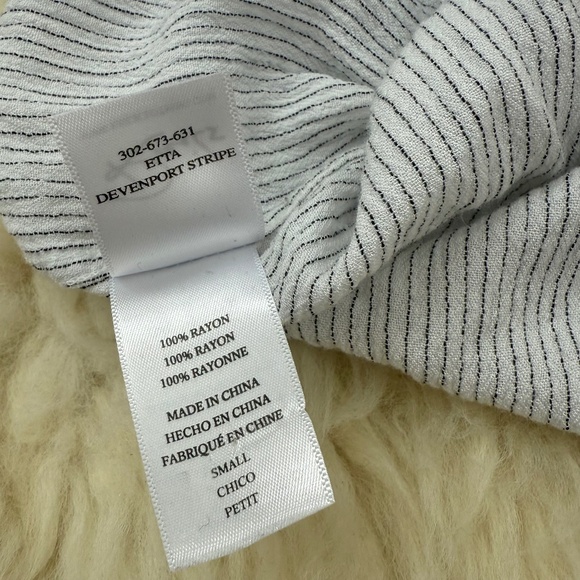 302-673-631
ETTA
DEVENPORT STRIPE
100% RAYON
100% RAYON
100% RAYONNE
MADE IN CHINA
HECHO EN CHINA
FABRIQUÉ EN CHINE
SMALL
CHICO
PETIT